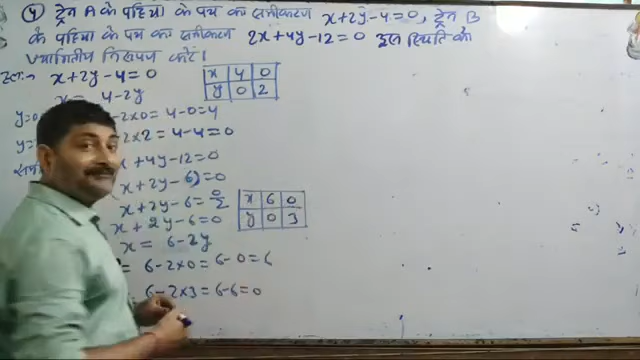 (4) ट्रेन A के पहियो के पथ का समीकरण x+2y-4=0, ट्रेन B
के पहियो के पथ का समीकरण 2x+4y-12=0 इस स्थिति का
ज्यामितीय निरूपण करें।
हल:- x+2y-4=0
4-2y
x 4 0
y 0 2
y=0 -2×0= 4-0=4
2×2= 4-4=0
x+4y-12=0
(x+2y-6)=0
x+2y-6=0/2
x+2y-6=0
x= 6-2y
x 6 0
y 0 3
= 6-2×0= 6-0=6
6-2×3= 6-6=0